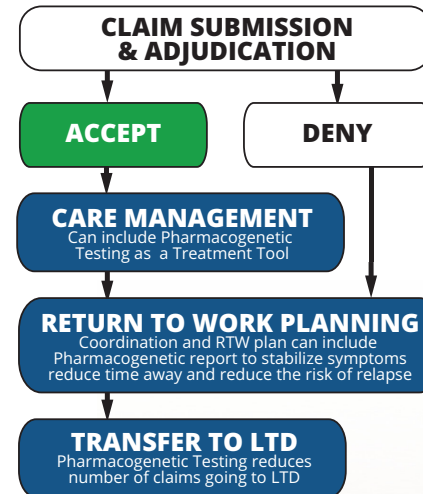 CLAIM SUBMISSION
& ADJUDICATION
ACCEPT
DENY
CARE MANAGEMENT
Can include Pharmacogenetic
Testing as a Treatment Tool
RETURN TO WORK PLANNING
Coordination and RTW plan can include
Pharmacogenetic report to stabilize symptoms
reduce time away and reduce the risk of relapse
TRANSFER TO LTD
Pharmacogenetic Testing reduces
number of claims going to LTD